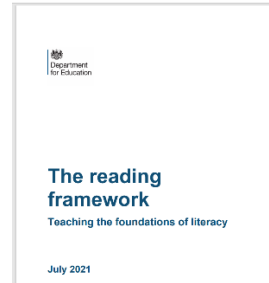 Department
for Education
The reading
framework
Teaching the foundations of literacy
July 2021